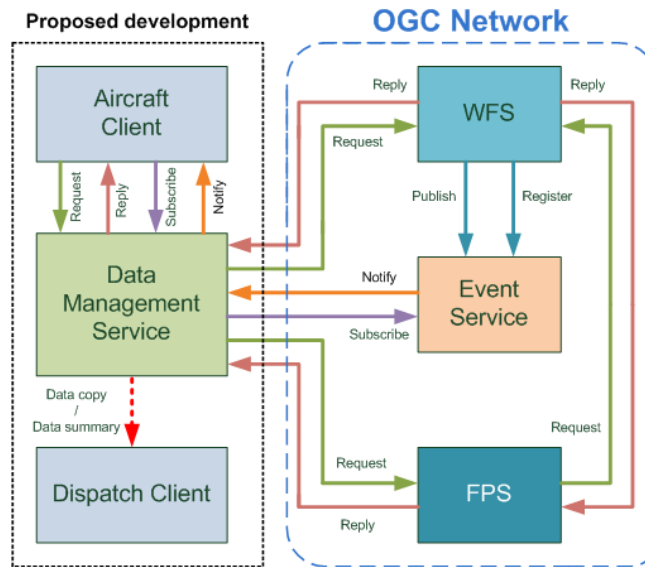 Proposed development
OGC Network
Aircraft
Client
Request
Reply
Subscribe
Notify
Data
Management
Service
Data copy
/
Data summary
Dispatch Client
Reply
WFS
Reply
Request
Publish
Register
Notify
Event
Service
Subscribe
Request
Request
FPS
Reply